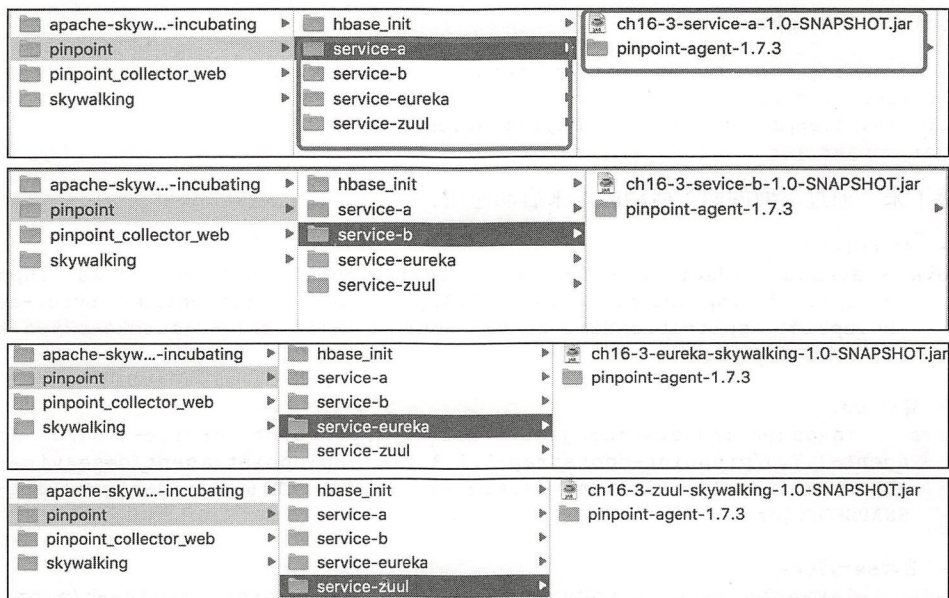 apache-skyw...-incubating
pinpoint
pinpoint_collector_web
skywalking
hbase_init
service-a
service-b
service-eureka
service-zuul
ch16-3-service-a-1.0-SNAPSHOT.jar
pinpoint-agent-1.7.3
apache-skyw...-incubating
pinpoint
pinpoint_collector_web
skywalking
hbase_init
service-a
service-b
service-eureka
service-zuul
ch16-3-sevice-b-1.0-SNAPSHOT.jar
pinpoint-agent-1.7.3
apache-skyw...-incubating
pinpoint
pinpoint_collector_web
skywalking
hbase_init
service-a
service-b
service-eureka
service-zuul
ch16-3-eureka-skywalking-1.0-SNAPSHOT.jar
pinpoint-agent-1.7.3
apache-skyw...-incubating
pinpoint
pinpoint_collector_web
skywalking
hbase_init
service-a
service-b
service-eureka
service-zuul
ch16-3-zuul-skywalking-1.0-SNAPSHOT.jar
pinpoint-agent-1.7.3